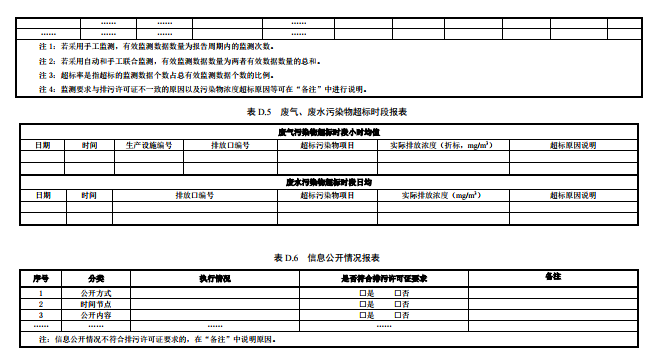 …… …… ……
…… …… …… ……
注 1：若采用手工监测，有效监测数据数量为报告周期内的监测次数。
注 2：若采用自动和手工联合监测，有效监测数据数量为两者有效数据数量的总和。
注 3：超标率是指超标的监测数据个数占总有效监测数据个数的比例。
注 4：监测要求与排污许可证不一致的原因以及污染物浓度超标原因等可在“备注”中进行说明。
表 D.5 废气、废水污染物超标时段报表
废气污染物超标时段小时均值
日期 时间 生产设施编号 排放口编号 超标污染物项目 实际排放浓度（折标，mg/m³） 超标原因说明
废水污染物超标时段日均
日期 时间 排放口编号 超标污染物项目 实际排放浓度（mg/m³） 超标原因说明
表 D.6 信息公开情况报表
序号 分类 执行情况 是否符合排污许可证要求 备注
1 公开方式 □是 □否
2 时间节点 □是 □否
3 公开内容 □是 □否
…… …… …… ……
注：信息公开情况不符合排污许可证要求的，在“备注”中说明原因。